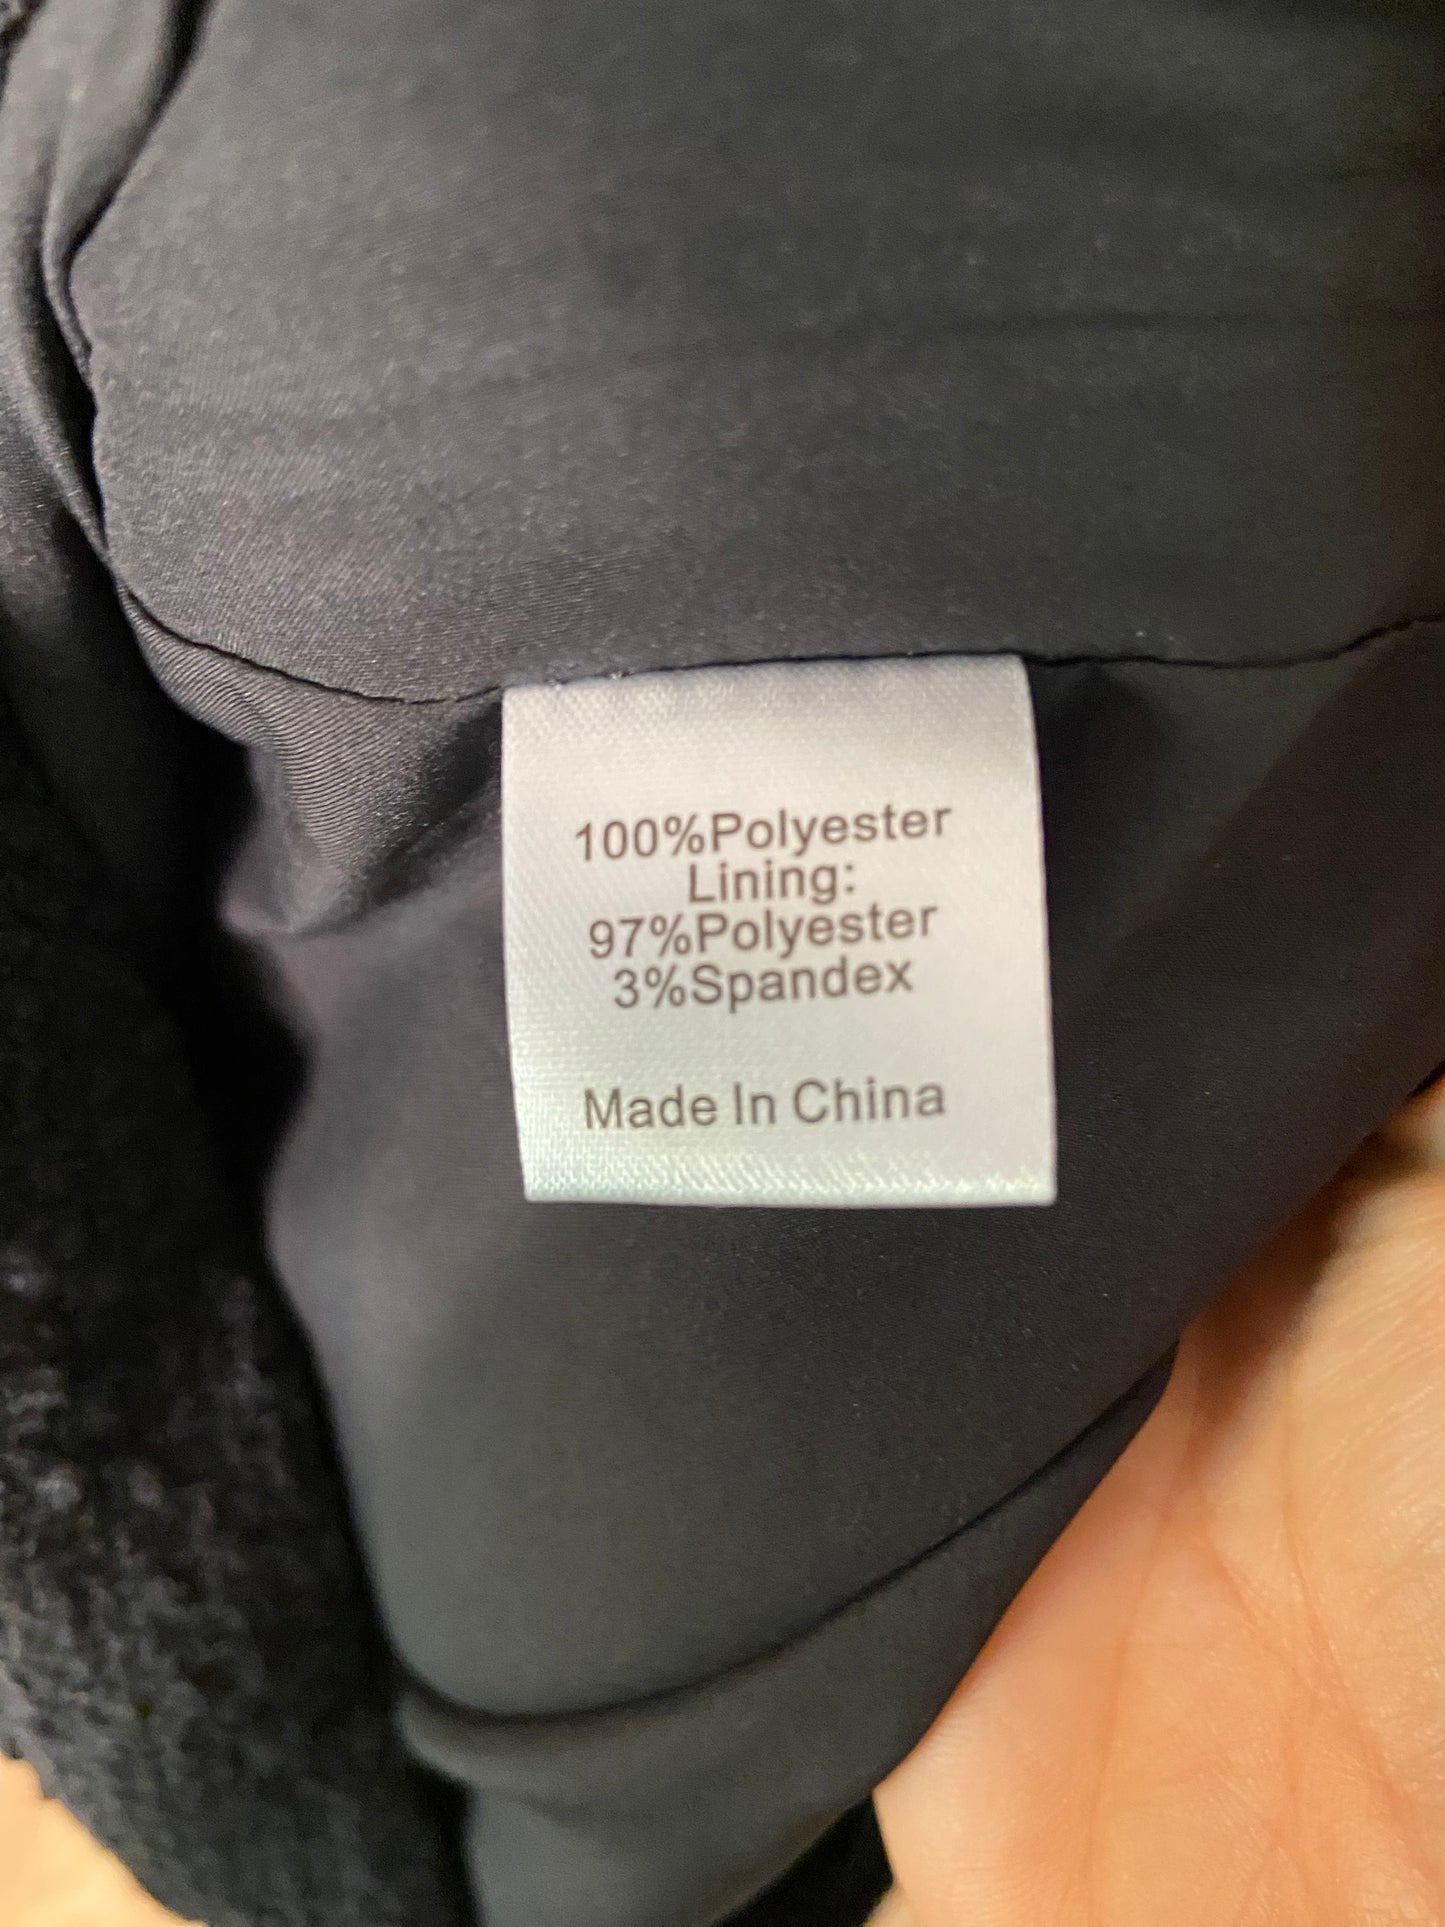 100%Polyester
Lining:
97%Polyester
3%Spandex
Made In China